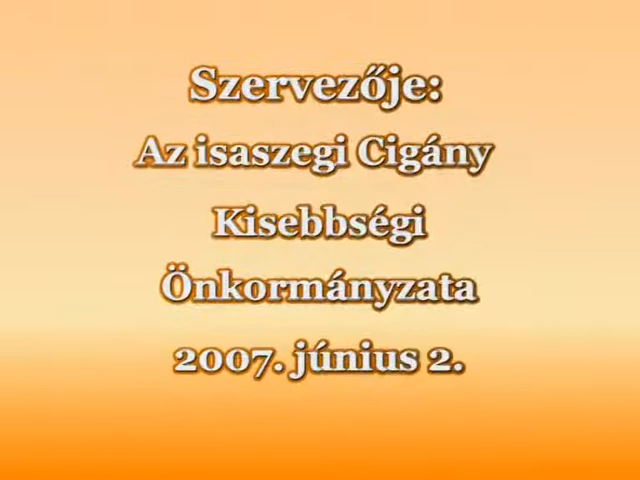 Szervezője:
Az isaszegi Cigány
Kisebbségi
Önkormányzata
2007. június 2.